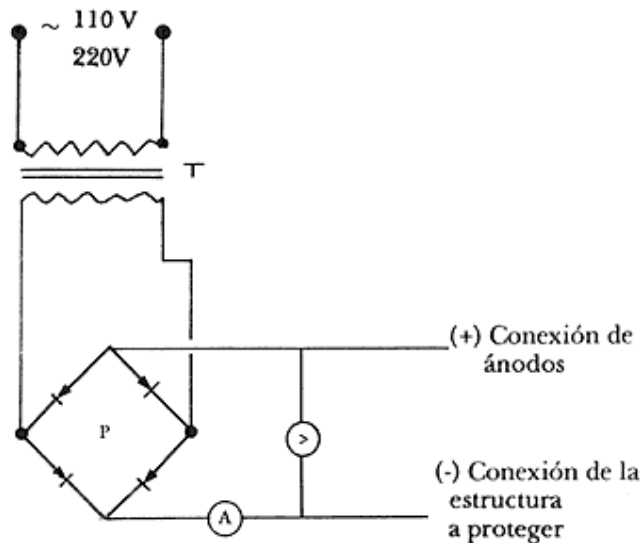 ~ 110 V
220V
T
(+) Conexión de
ánodos
P
>
A
(-) Conexión de la
estructura
a proteger